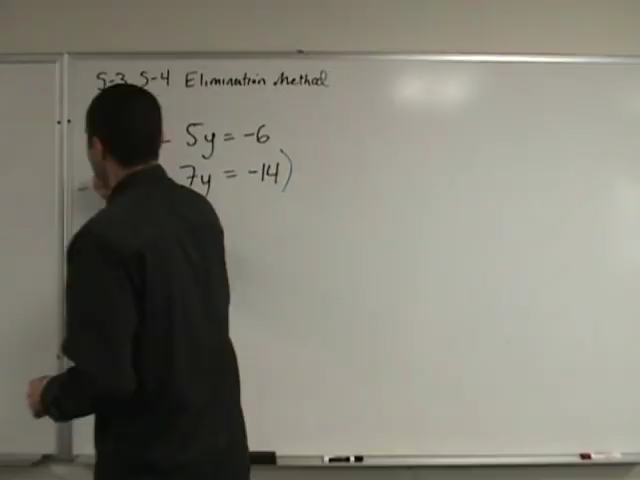 5-3, 5-4 Elimination Method
- 5y = -6
7y = -14)